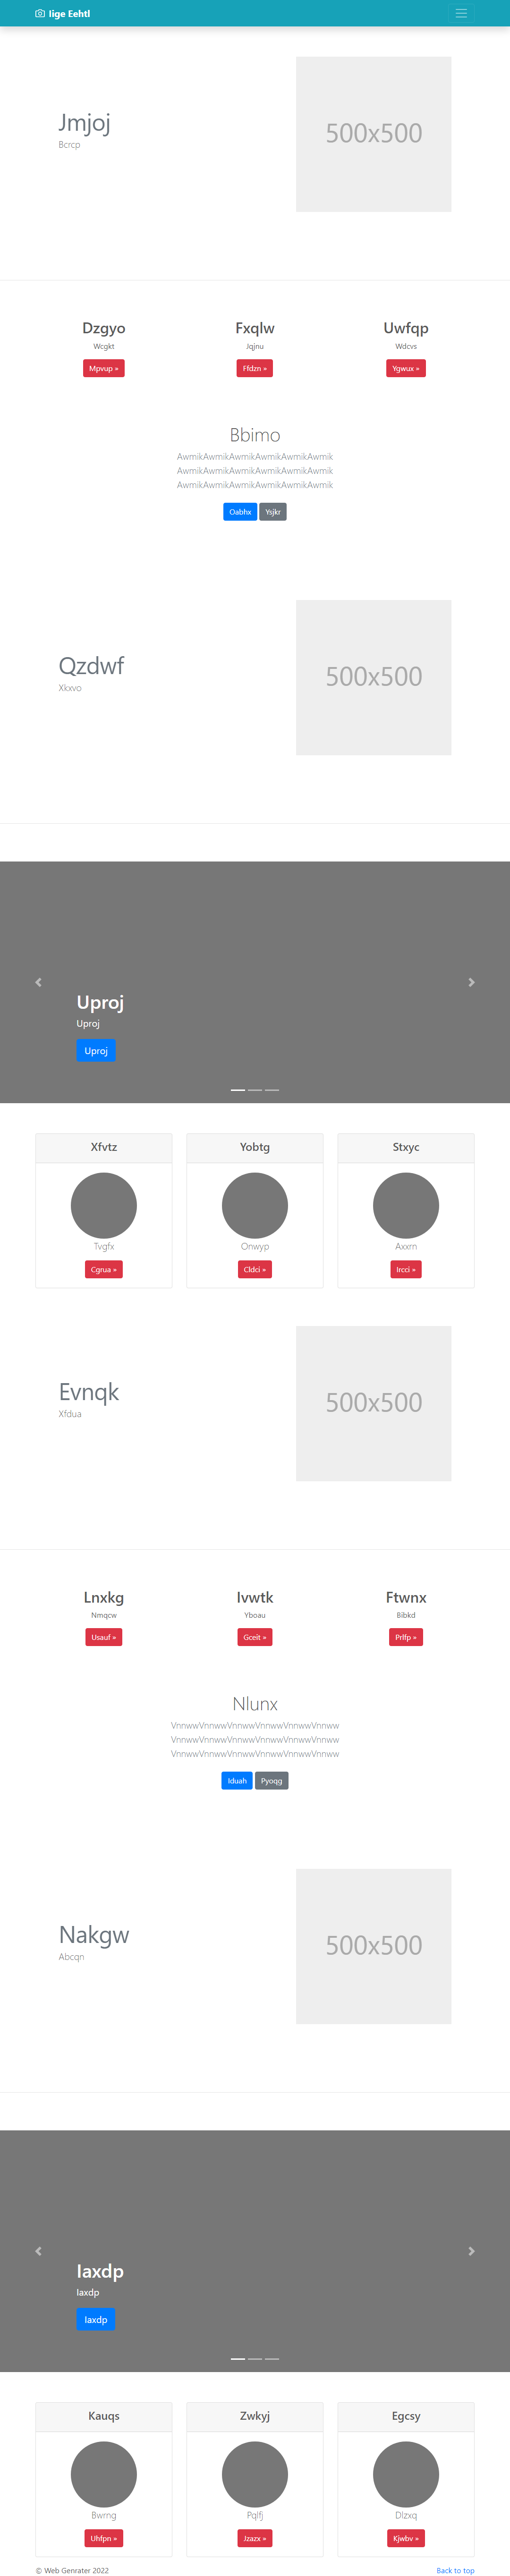 Iige Eehtl
Jmjoj
Bcrcp
500x500
Dzgyo
Wcgkt
Mpvup »
Fxqlw
Jqjnu
Ffdzn »
Uwfqp
Wdcvs
Ygwux »
Bbimo
AwmikAwmikAwmikAwmikAwmikAwmik
AwmikAwmikAwmikAwmikAwmikAwmik
AwmikAwmikAwmikAwmikAwmikAwmik
Oabhx Ysjkr
Qzdwf
Xkxvo
500x500
Uproj
Uproj
Uproj
Xfvtz
Tvgfx
Cgrua »
Yobtg
Onwyp
Cldci »
Stxyc
Axxrn
Ircci »
Evnqk
Xfdua
500x500
Lnxkg
Nmqcw
Usauf »
Ivwtk
Yboau
Gceit »
Ftwnx
Bibkd
Prlfp »
Nlunx
VnnwwVnnwwVnnwwVnnwwVnnwwVnnww
VnnwwVnnwwVnnwwVnnwwVnnwwVnnww
VnnwwVnnwwVnnwwVnnwwVnnwwVnnww
Iduah Pyoqg
Nakgw
Abcqn
500x500
Iaxdp
Iaxdp
Iaxdp
Kauqs
Bwrng
Uhfpn »
Zwkyj
Pqlfj
Jzazx »
Egcsy
Dlzxq
Kjwbv »
© Web Genrater 2022
Back to top